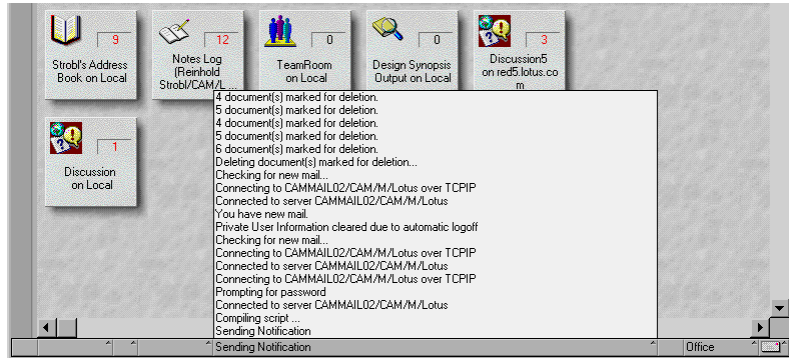 9
Strobl's Address
Book on Local
12
Notes Log
(Reinhold
Strobl/CAM/L ...
0
TeamRoom
on Local
0
Design Synopsis
Output on Local
3
Discussion5
on red5.lotus.co
m
1
Discussion
on Local
4 document(s) marked for deletion.
5 document(s) marked for deletion.
4 document(s) marked for deletion.
5 document(s) marked for deletion.
6 document(s) marked for deletion.
Deleting document(s) marked for deletion...
Checking for new mail...
Connecting to CAMMAIL02/CAM/M/Lotus over TCPIP
Connected to server CAMMAIL02/CAM/M/Lotus
You have new mail.
Private User Information cleared due to automatic logoff
Checking for new mail...
Connecting to CAMMAIL02/CAM/M/Lotus over TCPIP
Connected to server CAMMAIL02/CAM/M/Lotus
Connecting to CAMMAIL02/CAM/M/Lotus over TCPIP
Prompting for password
Connected to server CAMMAIL02/CAM/M/Lotus
Compiling script ...
Sending Notification
Sending Notification
Office